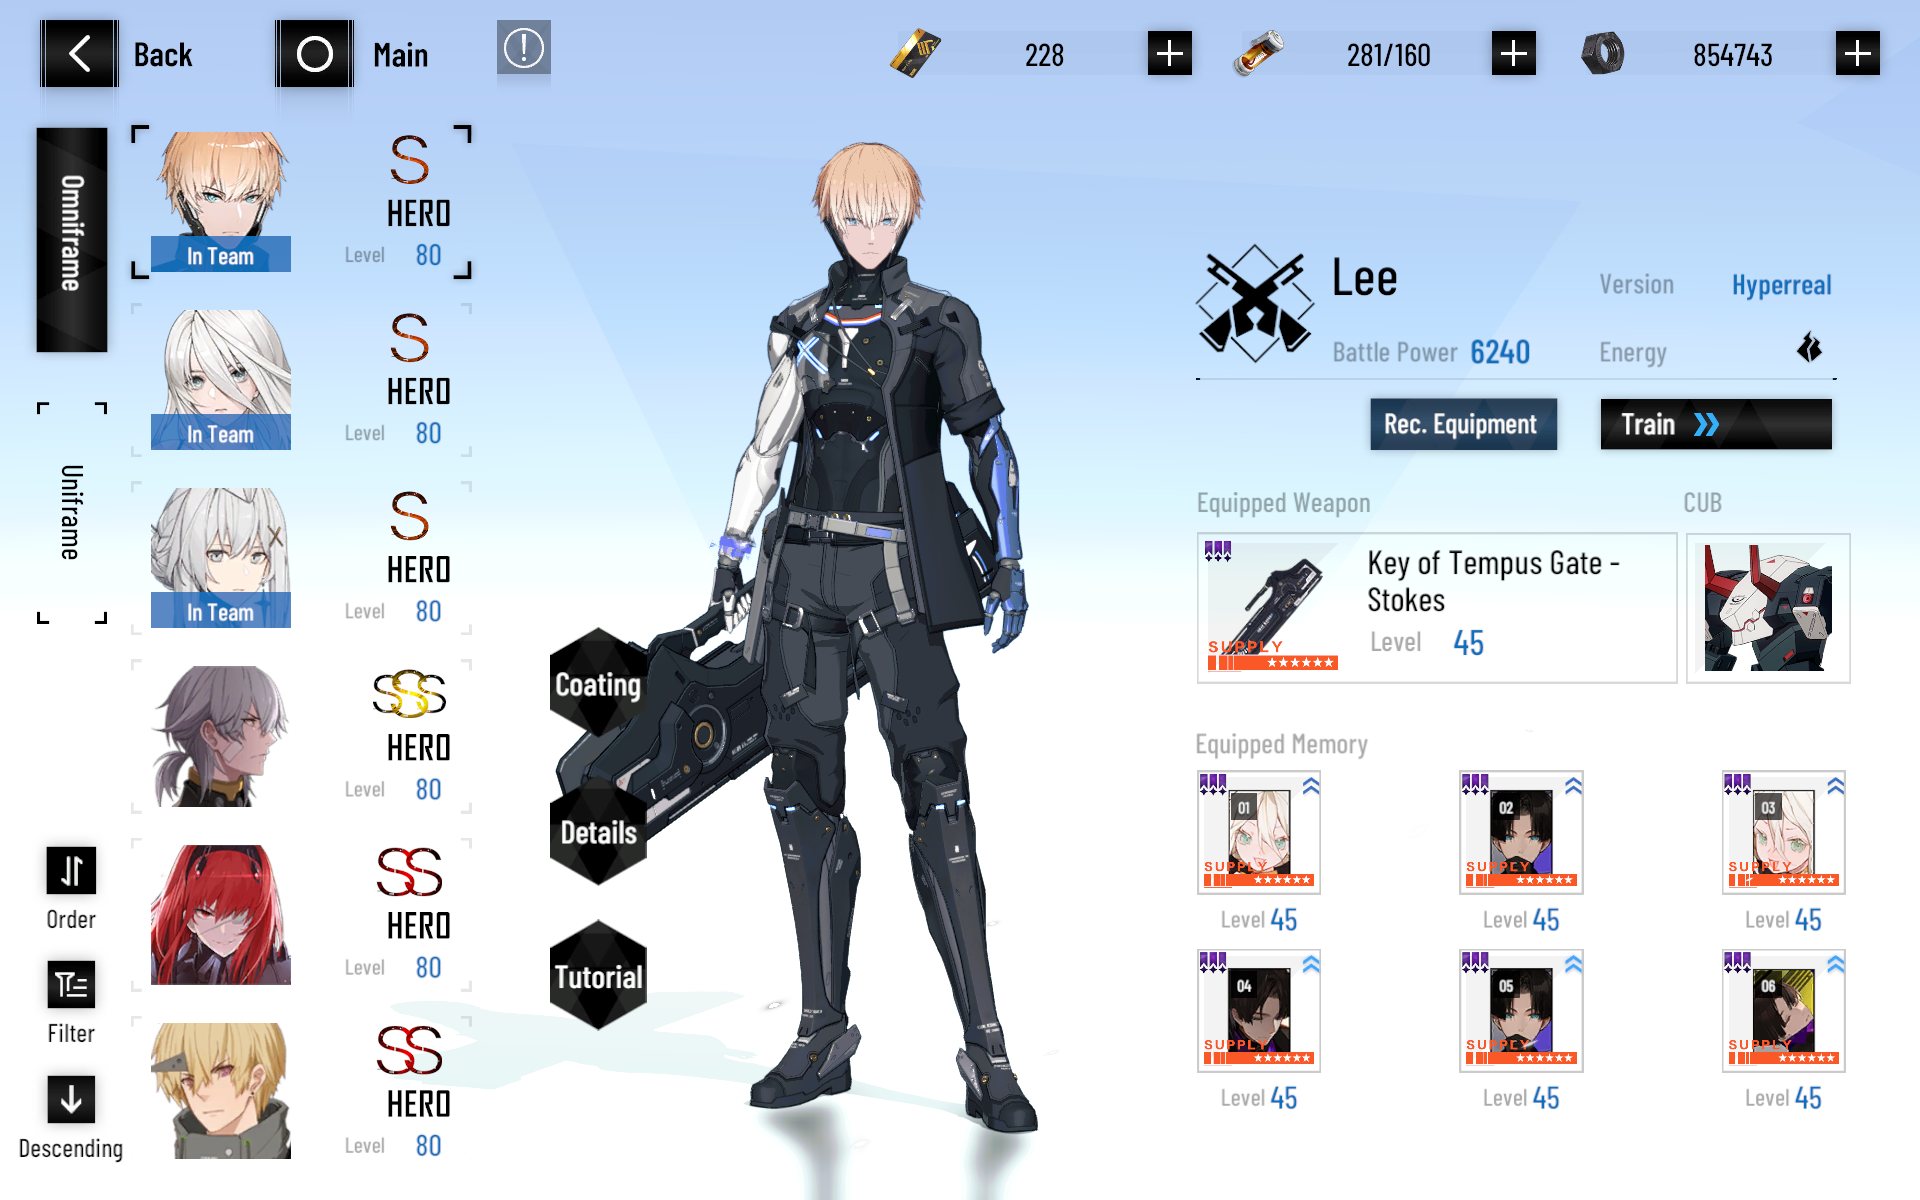 Back
Main
228
281/160
854743
Omniframe
Uniframe
S
HERO
In Team
Level 80
S
HERO
In Team
Level 80
S
HERO
In Team
Level 80
SSS
HERO
Level 80
SS
HERO
Level 80
SS
HERO
Level 80
Order
Filter
Descending
Coating
Details
Tutorial
Lee
Version Hyperreal
Battle Power 6240
Energy
Rec. Equipment
Train
Equipped Weapon
CUB
Key of Tempus Gate -
Stokes
Level 45
SUPPLY
Equipped Memory
01
SUPPLY
Level 45
02
SUPPLY
Level 45
03
SUPPLY
Level 45
04
SUPPLY
Level 45
05
SUPPLY
Level 45
06
SUPPLY
Level 45